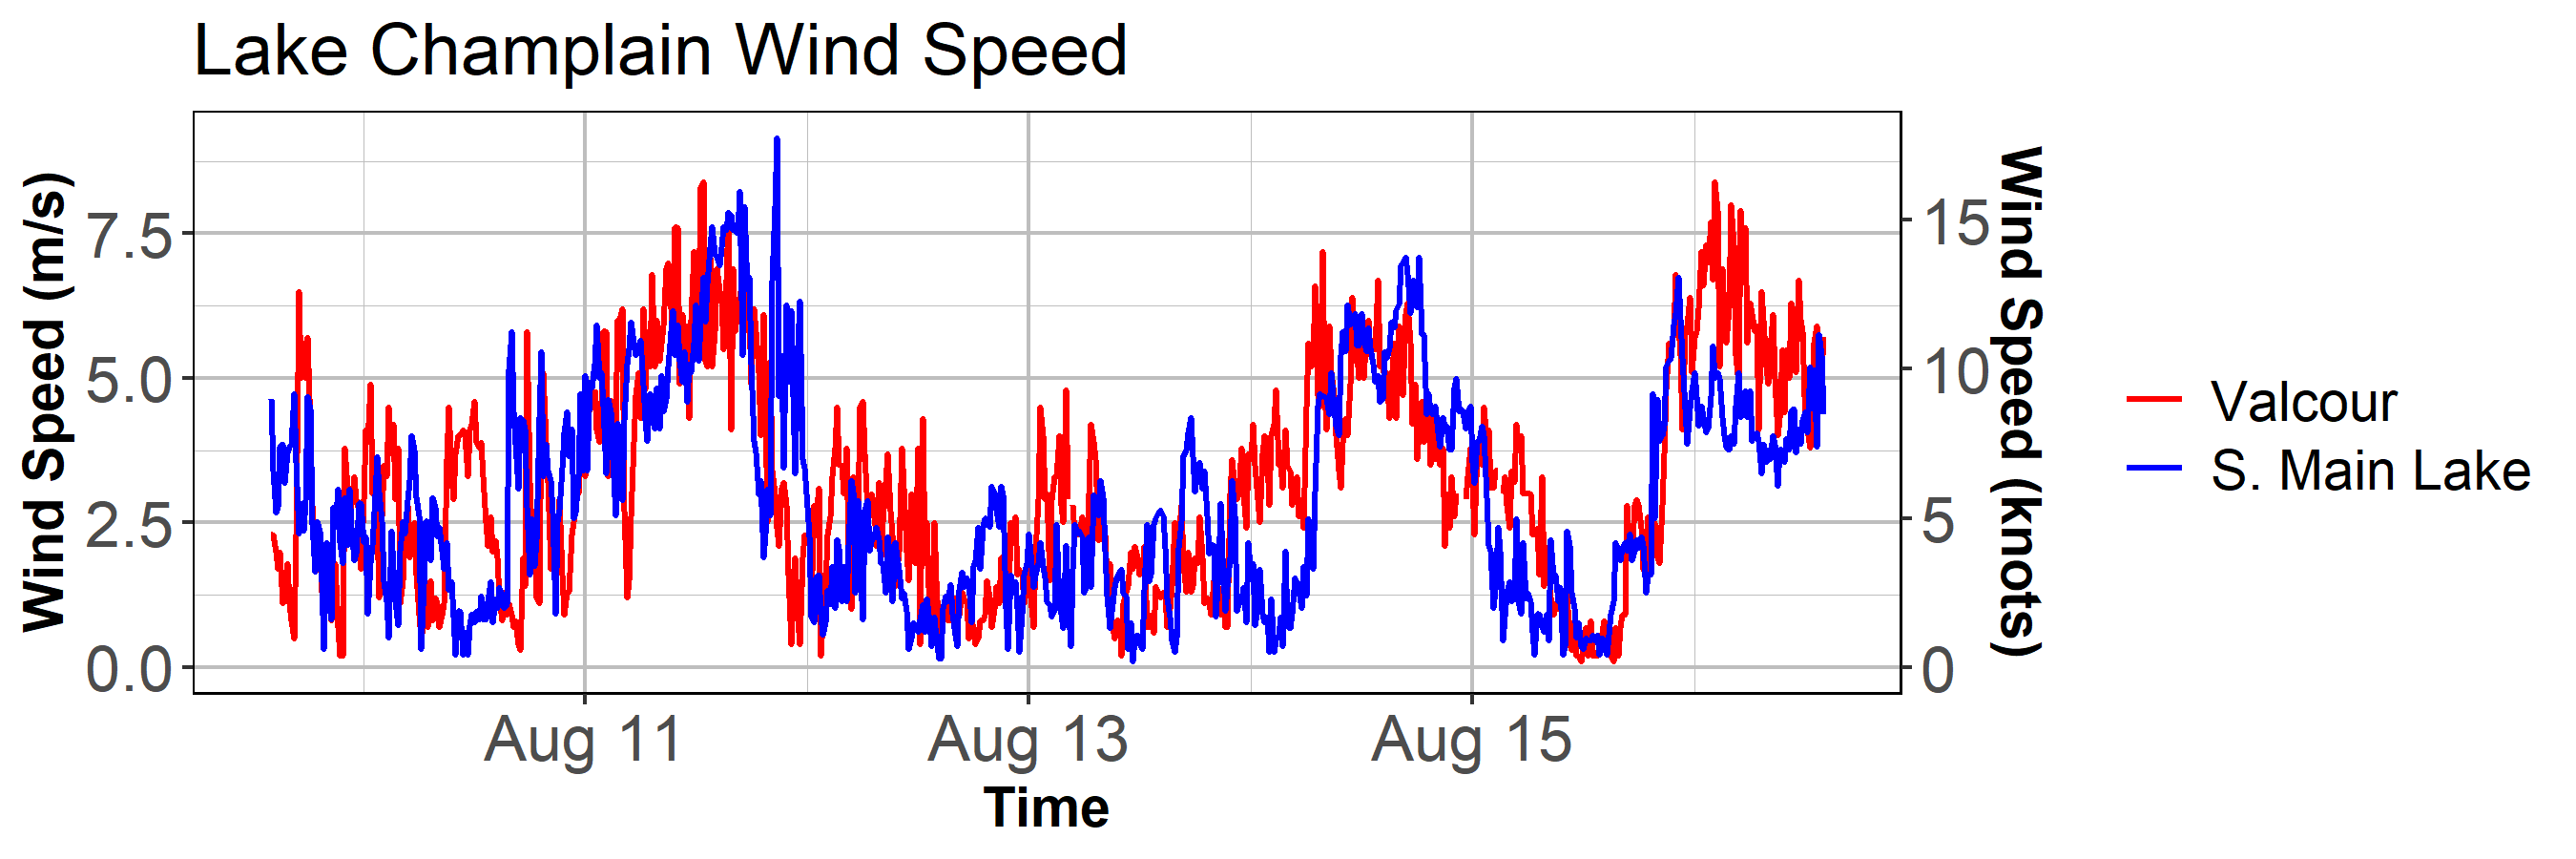 Lake Champlain Wind Speed
Wind Speed (m/s)
7.5
5.0
2.5
0.0
Aug 11
Aug 13
Aug 15
Time
15
10
5
0
Wind Speed (knots)
Valcour
S. Main Lake